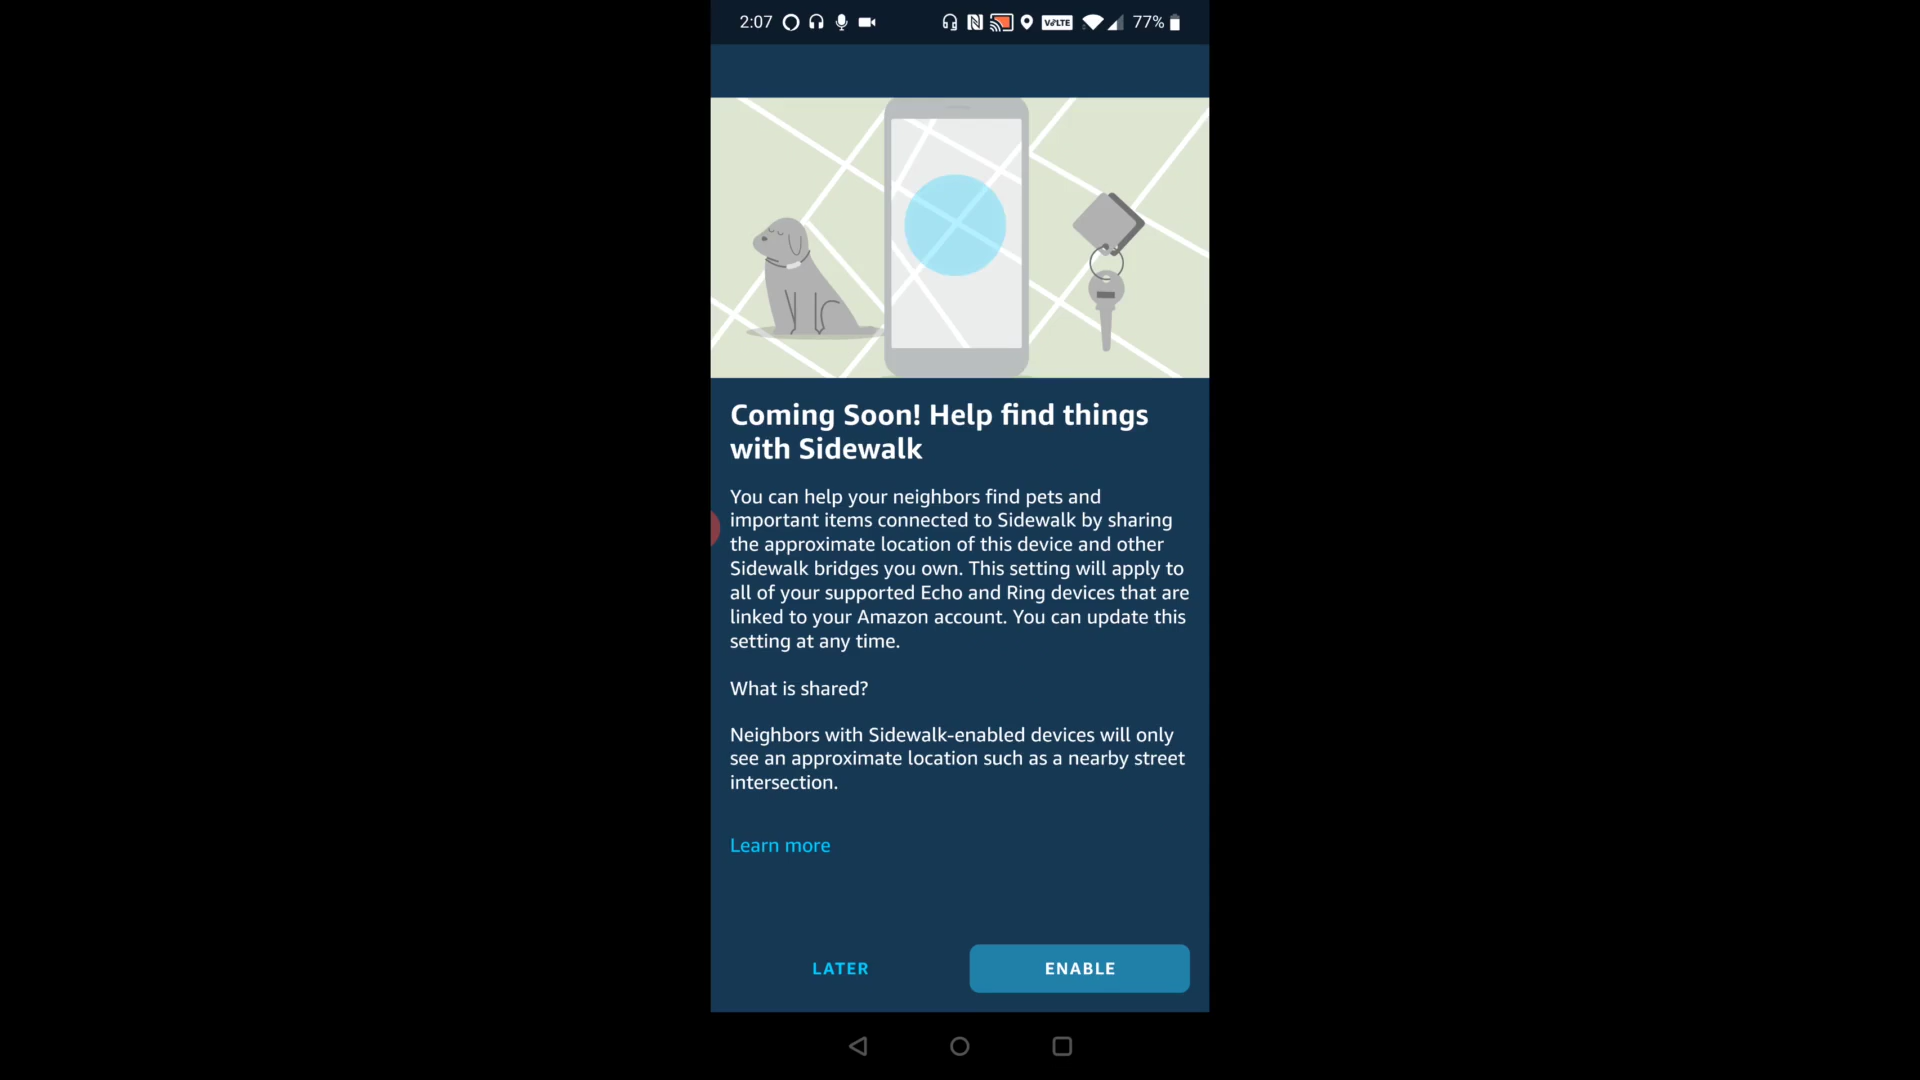 2:07 VoLTE 77%
Coming Soon! Help find things
with Sidewalk
You can help your neighbors find pets and
important items connected to Sidewalk by sharing
the approximate location of this device and other
Sidewalk bridges you own. This setting will apply to
all of your supported Echo and Ring devices that are
linked to your Amazon account. You can update this
setting at any time.
What is shared?
Neighbors with Sidewalk-enabled devices will only
see an approximate location such as a nearby street
intersection.
Learn more
LATER ENABLE